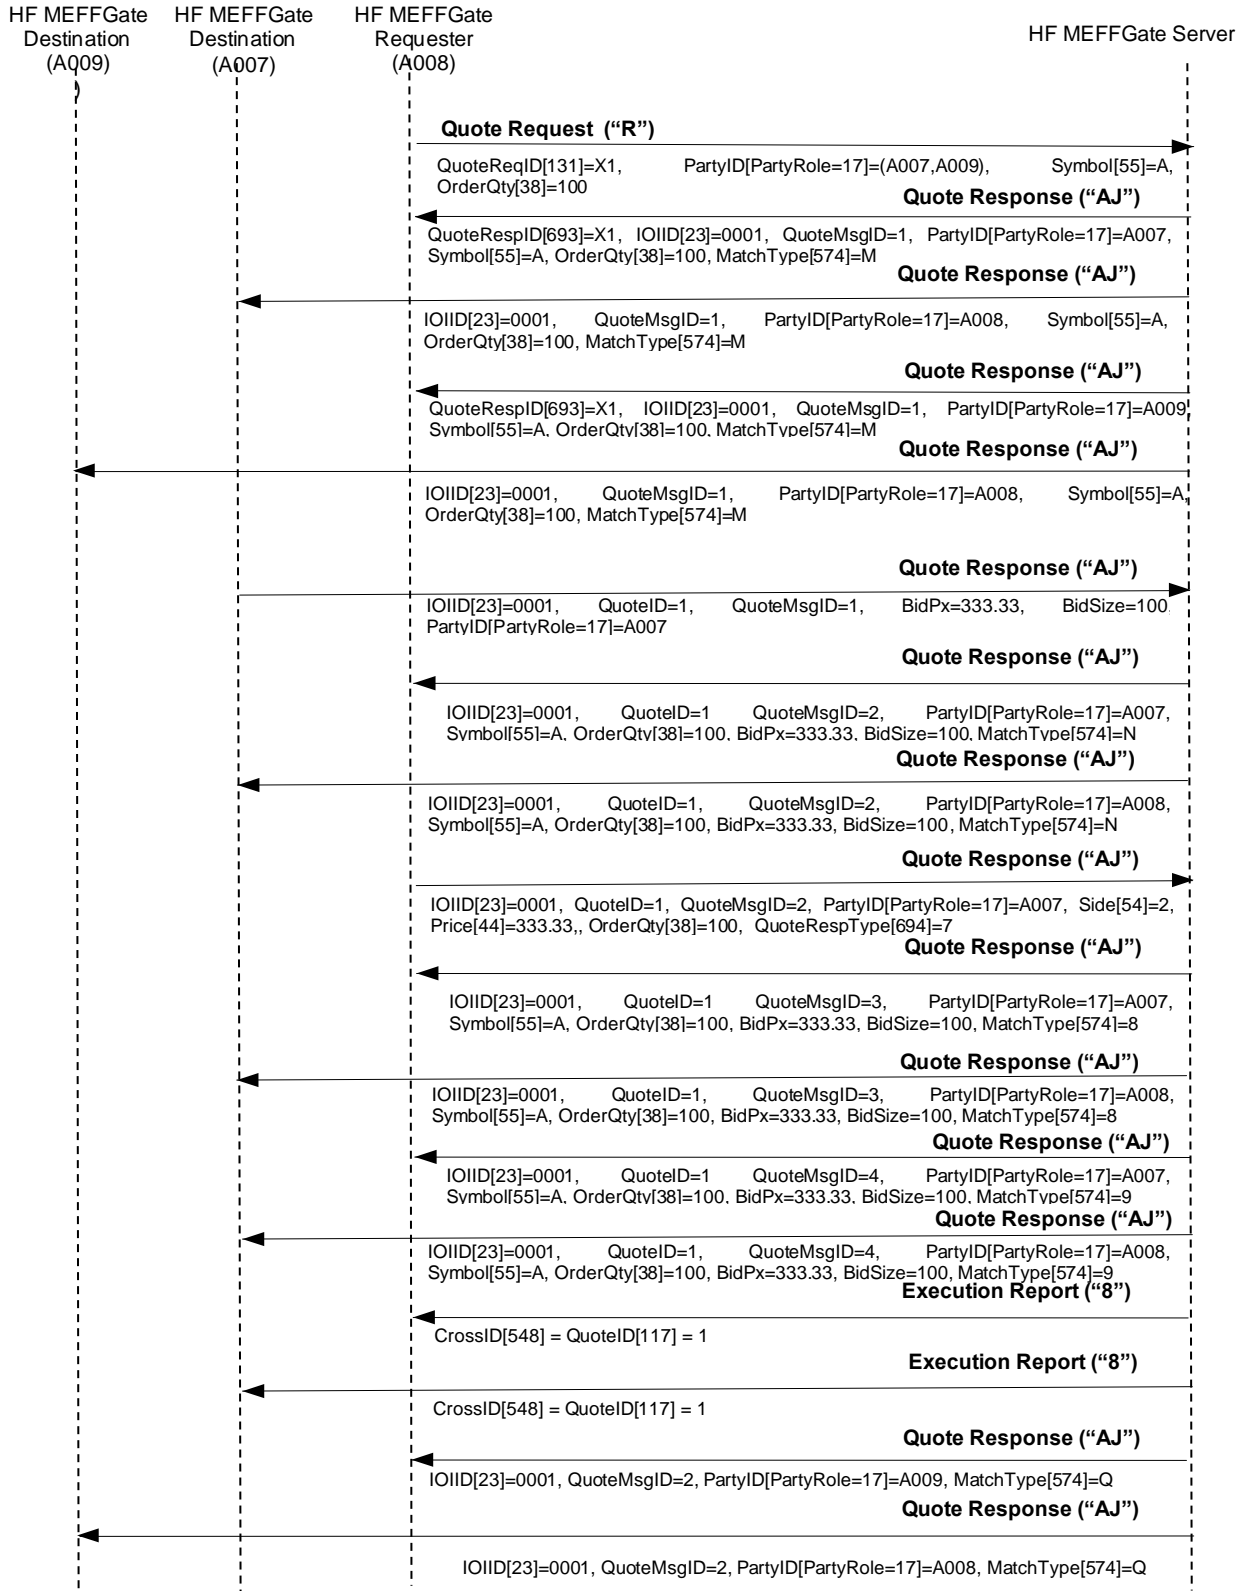 HF MEFFGate
Destination
(A009)
)
HF MEFFGate
Destination
(A007)
HF MEFFGate
Requester
(A008)
HF MEFFGate Server
Quote Request ("R")
QuoteReqID[131]=X1, PartyID[PartyRole=17]=(A007,A009), Symbol[55]=A,
OrderQty[38]=100
Quote Response ("AJ")
QuoteRespID[693]=X1, IOIID[23]=0001, QuoteMsgID=1, PartyID[PartyRole=17]=A007,
Symbol[55]=A, OrderQty[38]=100, MatchType[574]=M
Quote Response ("AJ")
IOIID[23]=0001, QuoteMsgID=1, PartyID[PartyRole=17]=A008, Symbol[55]=A,
OrderQty[38]=100, MatchType[574]=M
Quote Response ("AJ")
QuoteRespID[693]=X1, IOIID[23]=0001, QuoteMsgID=1, PartyID[PartyRole=17]=A009,
Symbol[55]=A, OrderQty[38]=100, MatchType[574]=M
Quote Response ("AJ")
IOIID[23]=0001, QuoteMsgID=1, PartyID[PartyRole=17]=A008, Symbol[55]=A,
OrderQty[38]=100, MatchType[574]=M
Quote Response ("AJ")
IOIID[23]=0001, QuoteID=1, QuoteMsgID=1, BidPx=333.33, BidSize=100,
PartyID[PartyRole=17]=A007
Quote Response ("AJ")
IOIID[23]=0001, QuoteID=1 QuoteMsgID=2, PartyID[PartyRole=17]=A007,
Symbol[55]=A, OrderQty[38]=100, BidPx=333.33, BidSize=100, MatchType[574]=N
Quote Response ("AJ")
IOIID[23]=0001, QuoteID=1, QuoteMsgID=2, PartyID[PartyRole=17]=A008,
Symbol[55]=A, OrderQty[38]=100, BidPx=333.33, BidSize=100, MatchType[574]=N
Quote Response ("AJ")
IOIID[23]=0001, QuoteID=1, QuoteMsgID=2, PartyID[PartyRole=17]=A007, Side[54]=2,
Price[44]=333.33,, OrderQty[38]=100, QuoteRespType[694]=7
Quote Response ("AJ")
IOIID[23]=0001, QuoteID=1 QuoteMsgID=3, PartyID[PartyRole=17]=A007,
Symbol[55]=A, OrderQty[38]=100, BidPx=333.33, BidSize=100, MatchType[574]=8
Quote Response ("AJ")
IOIID[23]=0001, QuoteID=1, QuoteMsgID=3, PartyID[PartyRole=17]=A008,
Symbol[55]=A, OrderQty[38]=100, BidPx=333.33, BidSize=100, MatchType[574]=8
Quote Response ("AJ")
IOIID[23]=0001, QuoteID=1 QuoteMsgID=4, PartyID[PartyRole=17]=A007,
Symbol[55]=A, OrderQty[38]=100, BidPx=333.33, BidSize=100, MatchType[574]=9
Quote Response ("AJ")
IOIID[23]=0001, QuoteID=1, QuoteMsgID=4, PartyID[PartyRole=17]=A008,
Symbol[55]=A, OrderQty[38]=100, BidPx=333.33, BidSize=100, MatchType[574]=9
Execution Report ("8")
CrossID[548] = QuoteID[117] = 1
Execution Report ("8")
CrossID[548] = QuoteID[117] = 1
Quote Response ("AJ")
IOIID[23]=0001, QuoteMsgID=2, PartyID[PartyRole=17]=A009, MatchType[574]=Q
Quote Response ("AJ")
IOIID[23]=0001, QuoteMsgID=2, PartyID[PartyRole=17]=A008, MatchType[574]=Q